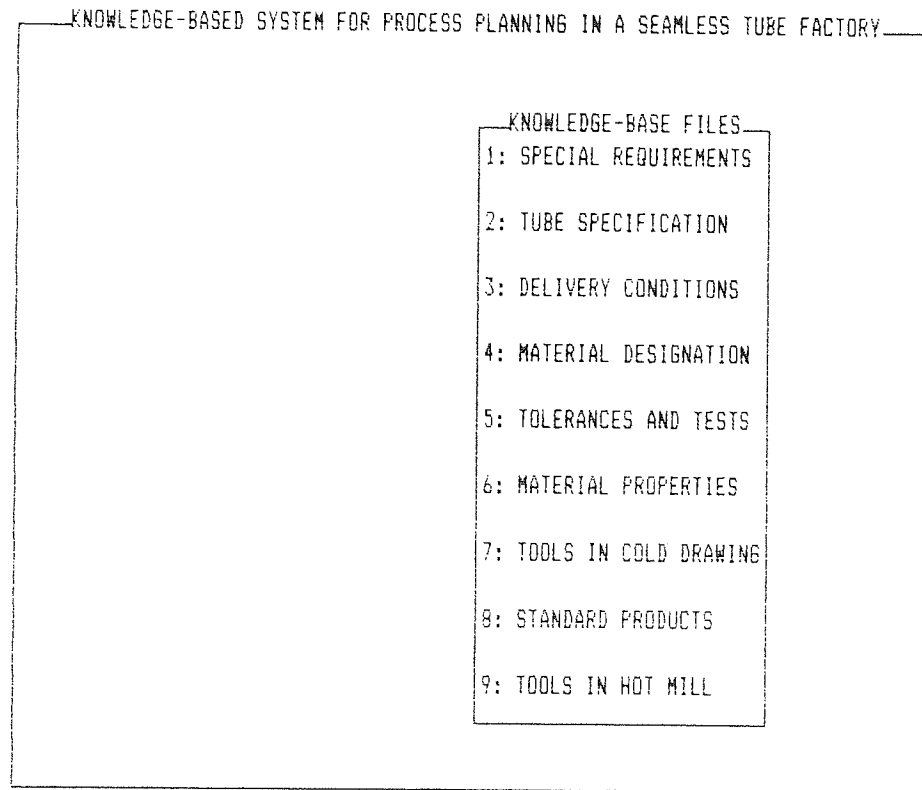 KNOWLEDGE-BASED SYSTEM FOR PROCESS PLANNING IN A SEAMLESS TUBE FACTORY
KNOWLEDGE-BASE FILES
1: SPECIAL REQUIREMENTS
2: TUBE SPECIFICATION
3: DELIVERY CONDITIONS
4: MATERIAL DESIGNATION
5: TOLERANCES AND TESTS
6: MATERIAL PROPERTIES
7: TOOLS IN COLD DRAWING
8: STANDARD PRODUCTS
9: TOOLS IN HOT MILL